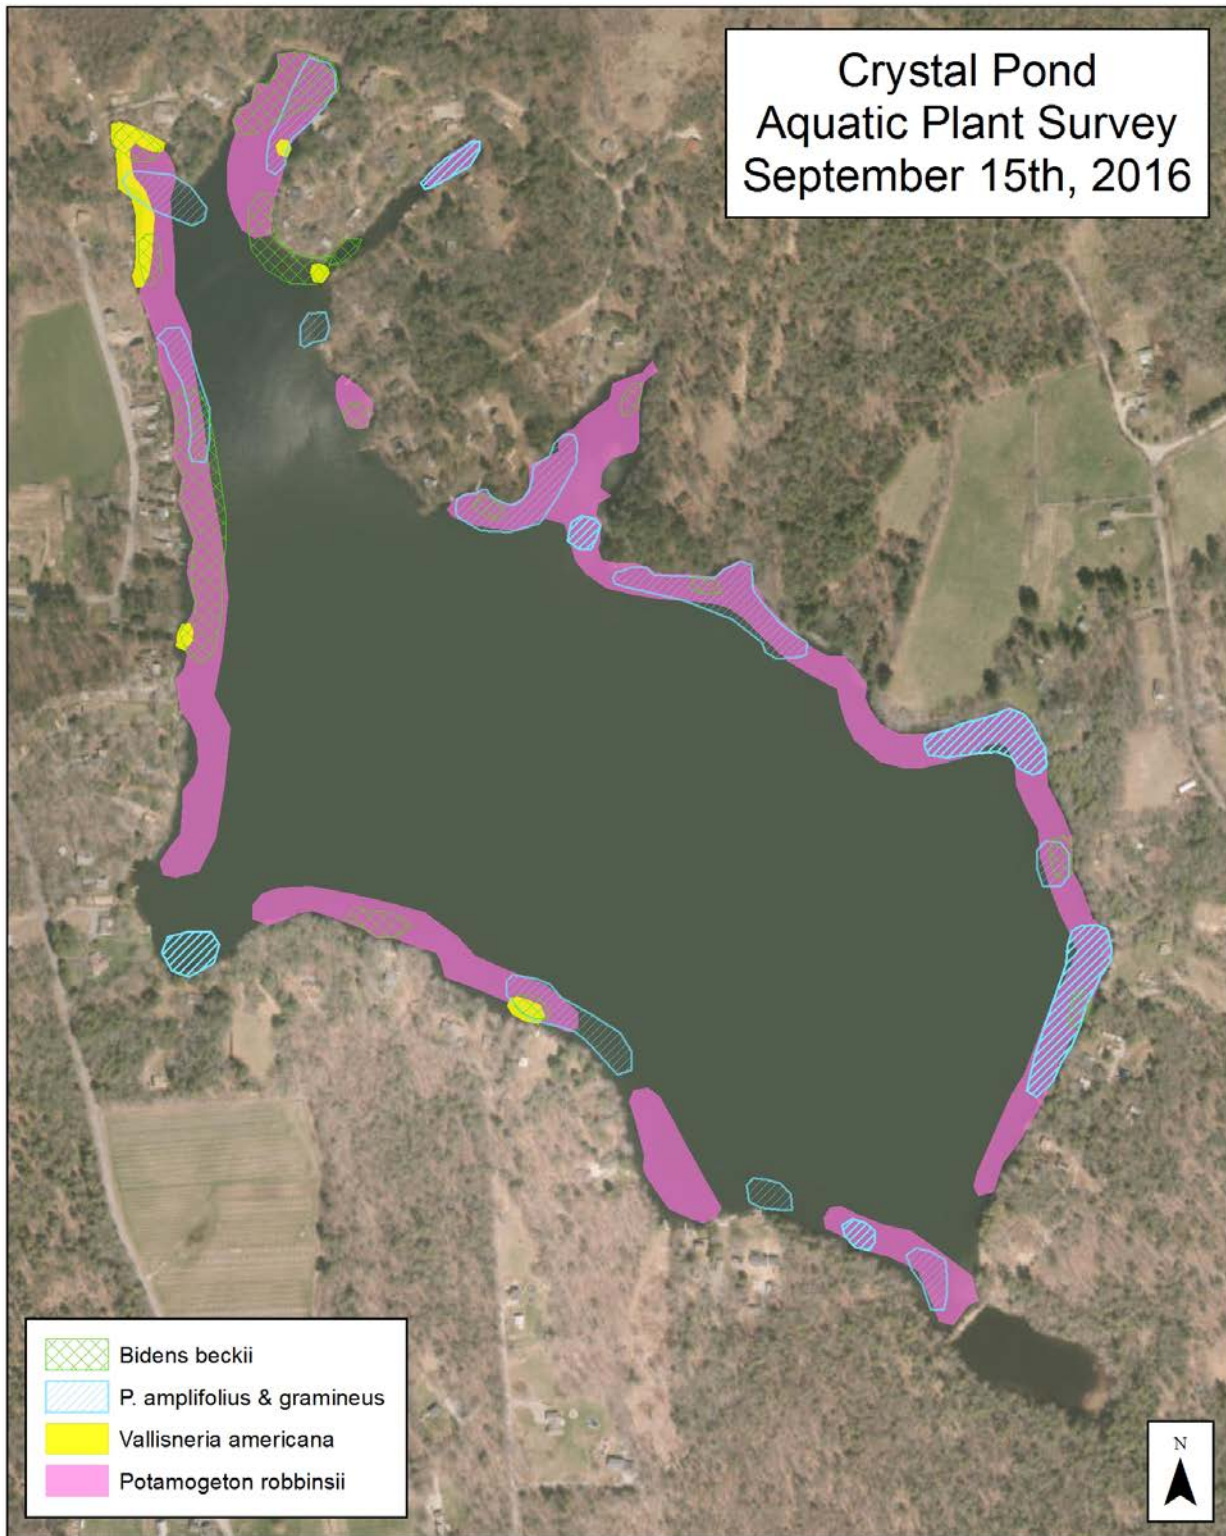 Crystal Pond
Aquatic Plant Survey
September 15th, 2016
Bidens beckii
P. amplifolius & gramineus
Vallisneria americana
Potamogeton robbinsii
N